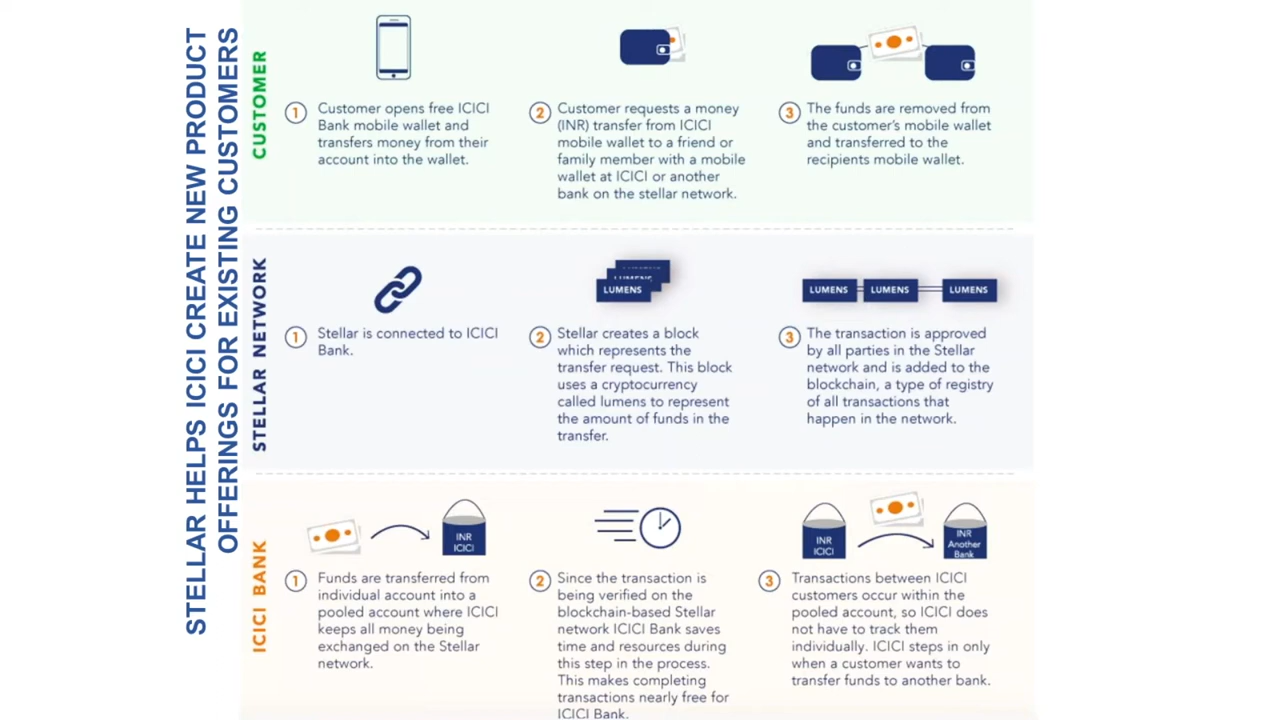 STELLAR HELPS ICICI CREATE NEW PRODUCT
OFFERINGS FOR EXISTING CUSTOMERS
CUSTOMER
1 Customer opens free ICICI
Bank mobile wallet and
transfers money from their
account into the wallet.
2 Customer requests a money
(INR) transfer from ICICI
mobile wallet to a friend or
family member with a mobile
wallet at ICICI or another
bank on the stellar network.
3 The funds are removed from
the customer's mobile wallet
and transferred to the
recipients mobile wallet.
STELLAR NETWORK
1 Stellar is connected to ICICI
Bank.
LUMENS
LUMENS
LUMENS
2 Stellar creates a block
which represents the
transfer request. This block
uses a cryptocurrency
called lumens to represent
the amount of funds in the
transfer.
LUMENS LUMENS LUMENS
3 The transaction is approved
by all parties in the Stellar
network and is added to the
blockchain, a type of registry
of all transactions that
happen in the network.
ICICI BANK
INR
ICICI
1 Funds are transferred from
individual account into a
pooled account where ICICI
keeps all money being
exchanged on the Stellar
network.
2 Since the transaction is
being verified on the
blockchain-based Stellar
network ICICI Bank saves
time and resources during
this step in the process.
This makes completing
transactions nearly free for
ICICI Bank.
INR
ICICI
INR
Another
Bank
3 Transactions between ICICI
customers occur within the
pooled account, so ICICI does
not have to track them
individually. ICICI steps in only
when a customer wants to
transfer funds to another bank.